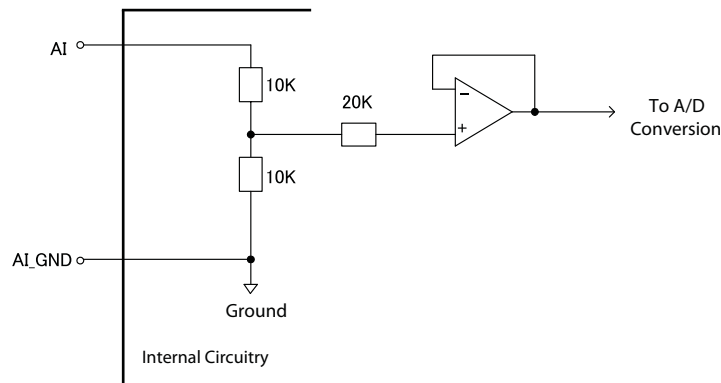 AI
10K
20K
To A/D
Conversion
10K
AI_GND
Ground
Internal Circuitry